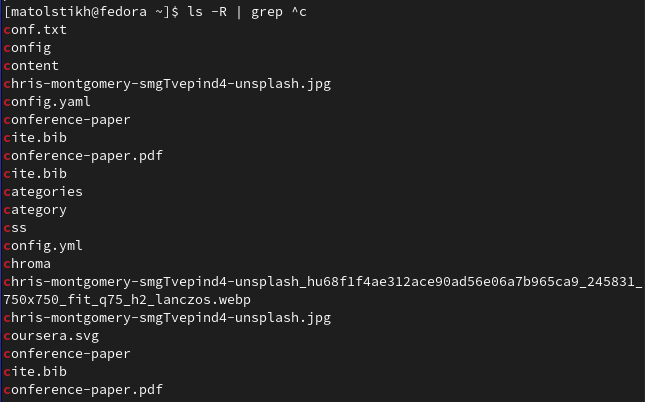 [matolstikh@fedora ~]$ ls -R | grep ^c
conf.txt
config
content
chris-montgomery-smgTvepind4-unsplash.jpg
config.yaml
conference-paper
cite.bib
conference-paper.pdf
cite.bib
categories
category
css
config.yml
chroma
chris-montgomery-smgTvepind4-unsplash_hu68f1f4ae312ace90ad56e06a7b965ca9_245831_
750x750_fit_q75_h2_lanczos.webp
chris-montgomery-smgTvepind4-unsplash.jpg
coursera.svg
conference-paper
cite.bib
conference-paper.pdf